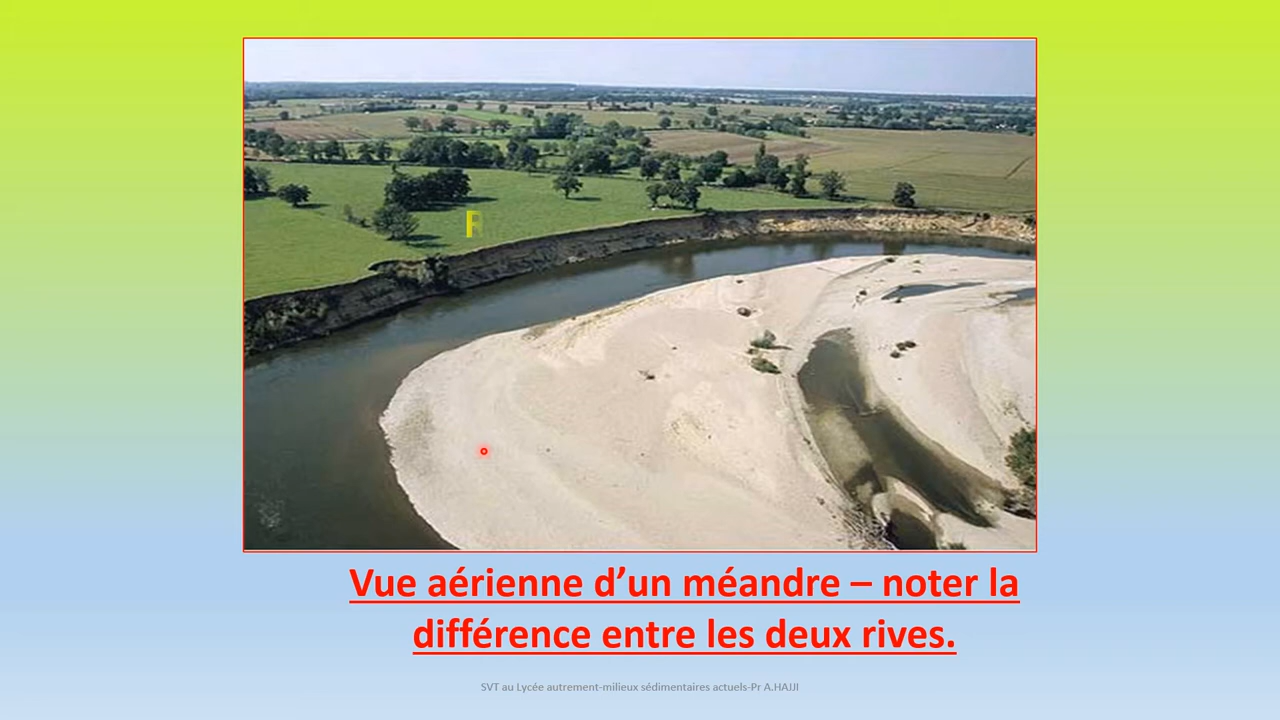 R
Vue aérienne d’un méandre – noter la
différence entre les deux rives.
SVT au Lycée autrement-milieux sédimentaires actuels-Pr A.HAJJI